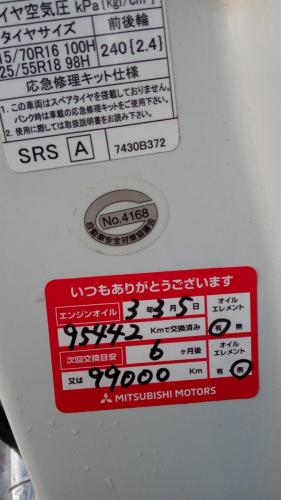 イヤ空気圧 kPa{kgf/cm²}
タイヤサイズ 前後輪
15/70R16 100H 240{2.4}
25/55R18 98H
応急修理キット仕様
1.この車両はスペアタイヤを搭載しておりません。
パンク時は車載の応急修理キットをご使用下さい。
2.使用に際しては取扱説明書をお読み下さい。
SRS A 7430B372
No.4168
自動車安全対策協議会
いつもありがとうございます
エンジンオイル 3年3月5日 オイル
エレメント
95442 Kmで交換済み 有 無
次回交換目安 6 ヶ月後 オイル
エレメント
又は 99000 Km 有 無
MITSUBISHI MOTORS